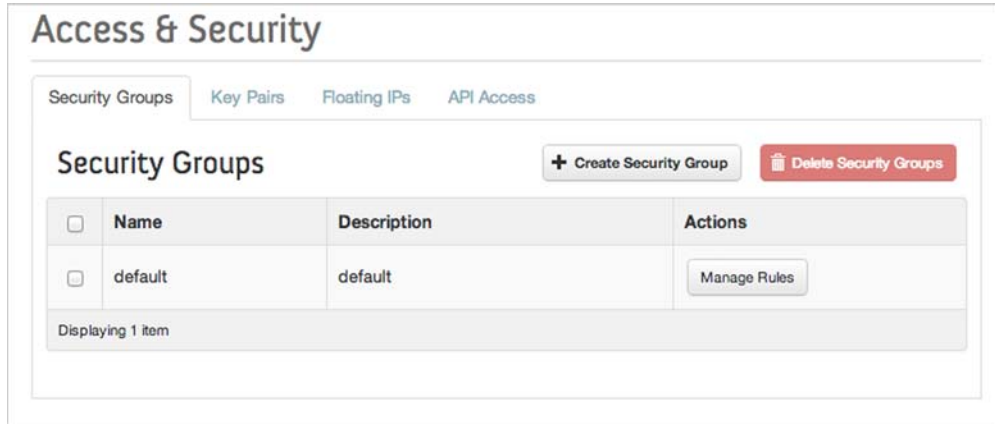 Access & Security
Security Groups Key Pairs Floating IPs API Access
Security Groups
+ Create Security Group Delete Security Groups
Name Description Actions
default default Manage Rules
Displaying 1 item